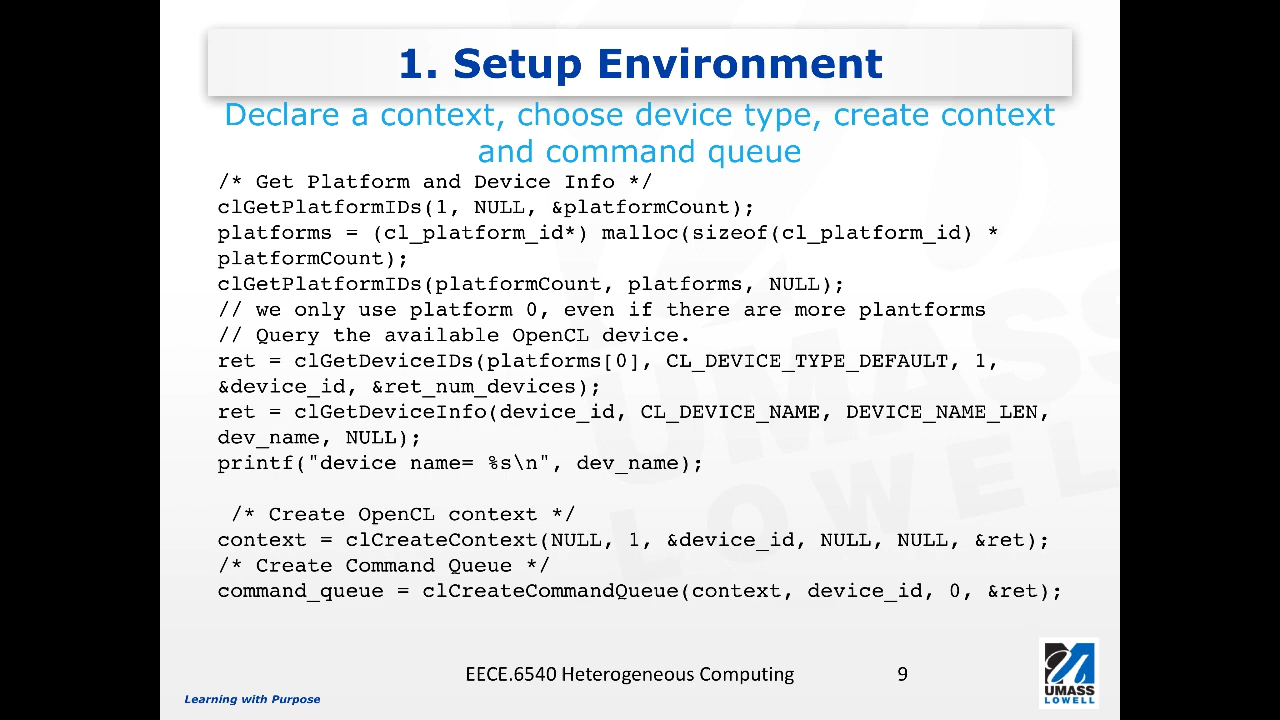 1. Setup Environment
Declare a context, choose device type, create context
and command queue
/* Get Platform and Device Info */
clGetPlatformIDs(1, NULL, &platformCount);
platforms = (cl_platform_id*) malloc(sizeof(cl_platform_id) *
platformCount);
clGetPlatformIDs(platformCount, platforms, NULL);
// we only use platform 0, even if there are more plantforms
// Query the available OpenCL device.
ret = clGetDeviceIDs(platforms[0], CL_DEVICE_TYPE_DEFAULT, 1,
&device_id, &ret_num_devices);
ret = clGetDeviceInfo(device_id, CL_DEVICE_NAME, DEVICE_NAME_LEN,
dev_name, NULL);
printf("device name= %s\n", dev_name);
/* Create OpenCL context */
context = clCreateContext(NULL, 1, &device_id, NULL, NULL, &ret);
/* Create Command Queue */
command_queue = clCreateCommandQueue(context, device_id, 0, &ret);
UMASS
LOWELL
EECE.6540 Heterogeneous Computing 9
Learning with Purpose
UMASS
LOWELL